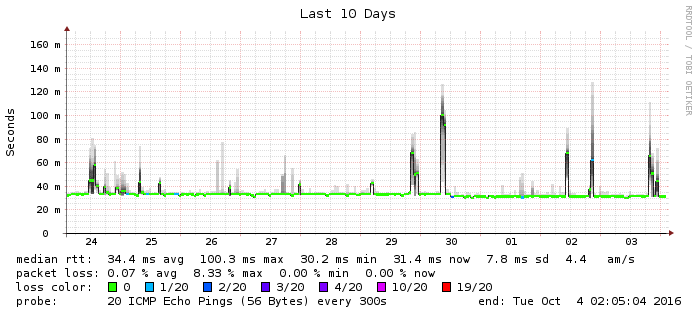 Last 10 Days
RRDTOOL / TOBI OETIKER
Seconds
160 m
140 m
120 m
100 m
80 m
60 m
40 m
20 m
0
24 25 26 27 28 29 30 01 02 03
median rtt: 34.4 ms avg 100.3 ms max 30.2 ms min 31.4 ms now 7.8 ms sd 4.4 am/s
packet loss: 0.07 % avg 8.33 % max 0.00 % min 0.00 % now
loss color: 0 1/20 2/20 3/20 4/20 10/20 19/20
probe: 20 ICMP Echo Pings (56 Bytes) every 300s end: Tue Oct 4 02:05:04 2016